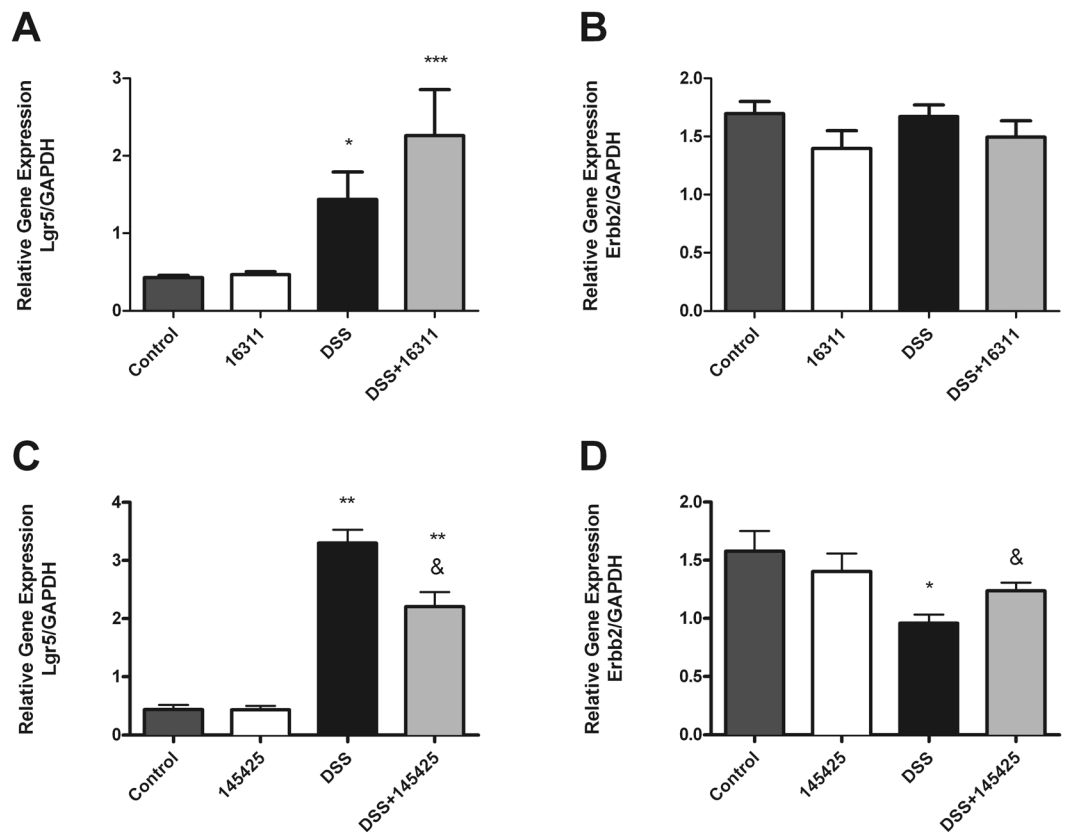 A
Relative Gene Expression
Lgr5/GAPDH
3
2
1
0
*
***
Control
16311
DSS
DSS+16311
B
Relative Gene Expression
Erbb2/GAPDH
2.0
1.5
1.0
0.5
0.0
Control
16311
DSS
DSS+16311
C
Relative Gene Expression
Lgr5/GAPDH
4
3
2
1
0
**
**
&
Control
145425
DSS
DSS+145425
D
Relative Gene Expression
Erbb2/GAPDH
2.0
1.5
1.0
0.5
0.0
*
&
Control
145425
DSS
DSS+145425